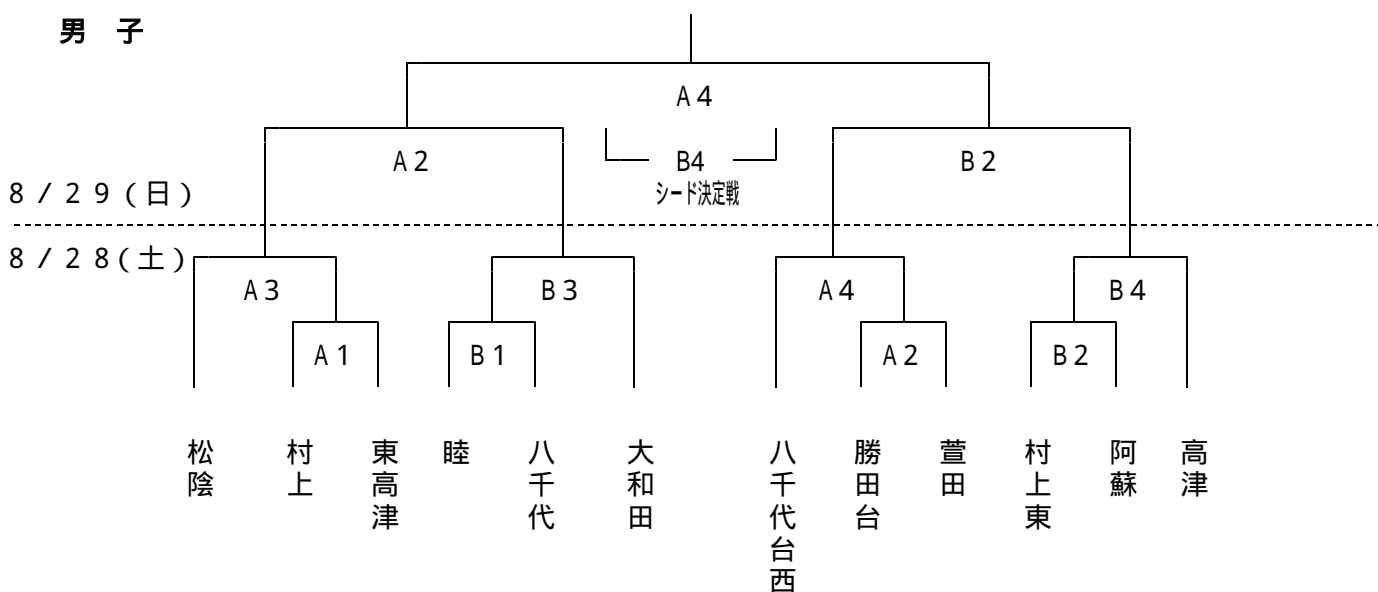 男 子
A4
A2
B4
B2
シード決定戦
8/29(日)
8/28(土)
A3
B3
A4
B4
A1
B1
A2
B2
松陰
村上
東高津
睦
八千代
大和田
八千代台西
勝田台
萱田
村上東
阿蘇
高津